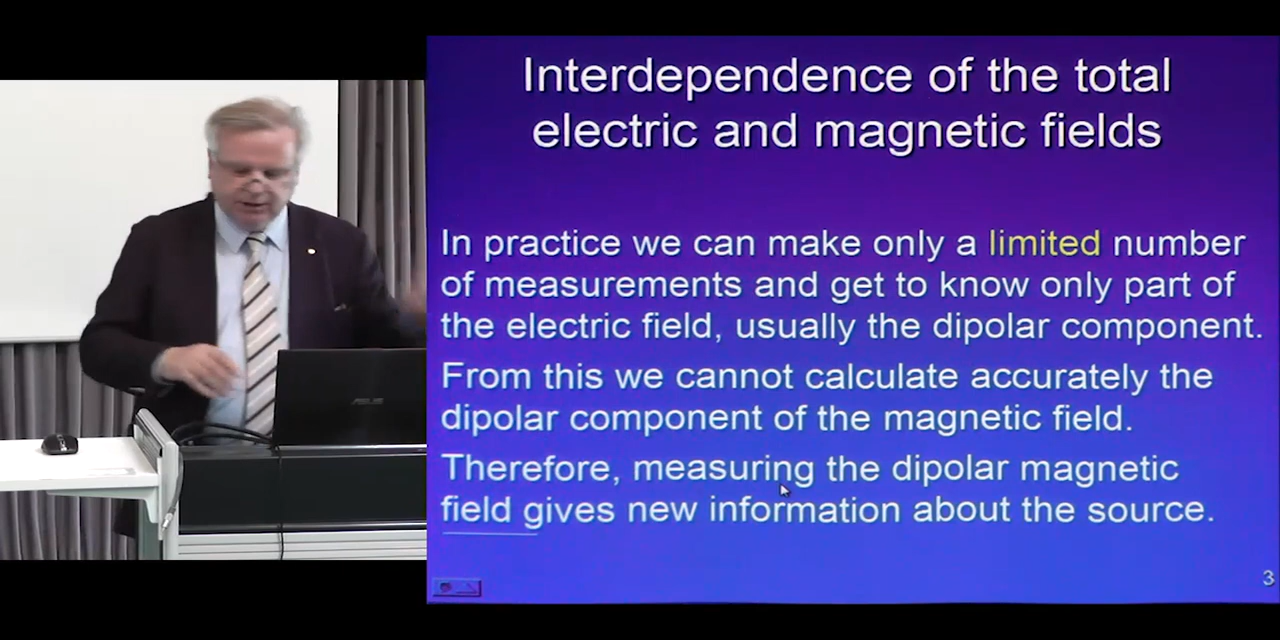 Interdependence of the total
electric and magnetic fields
In practice we can make only a limited number
of measurements and get to know only part of
the electric field, usually the dipolar component.
From this we cannot calculate accurately the
dipolar component of the magnetic field.
Therefore, measuring the dipolar magnetic
field gives new information about the source.
3
ASUS